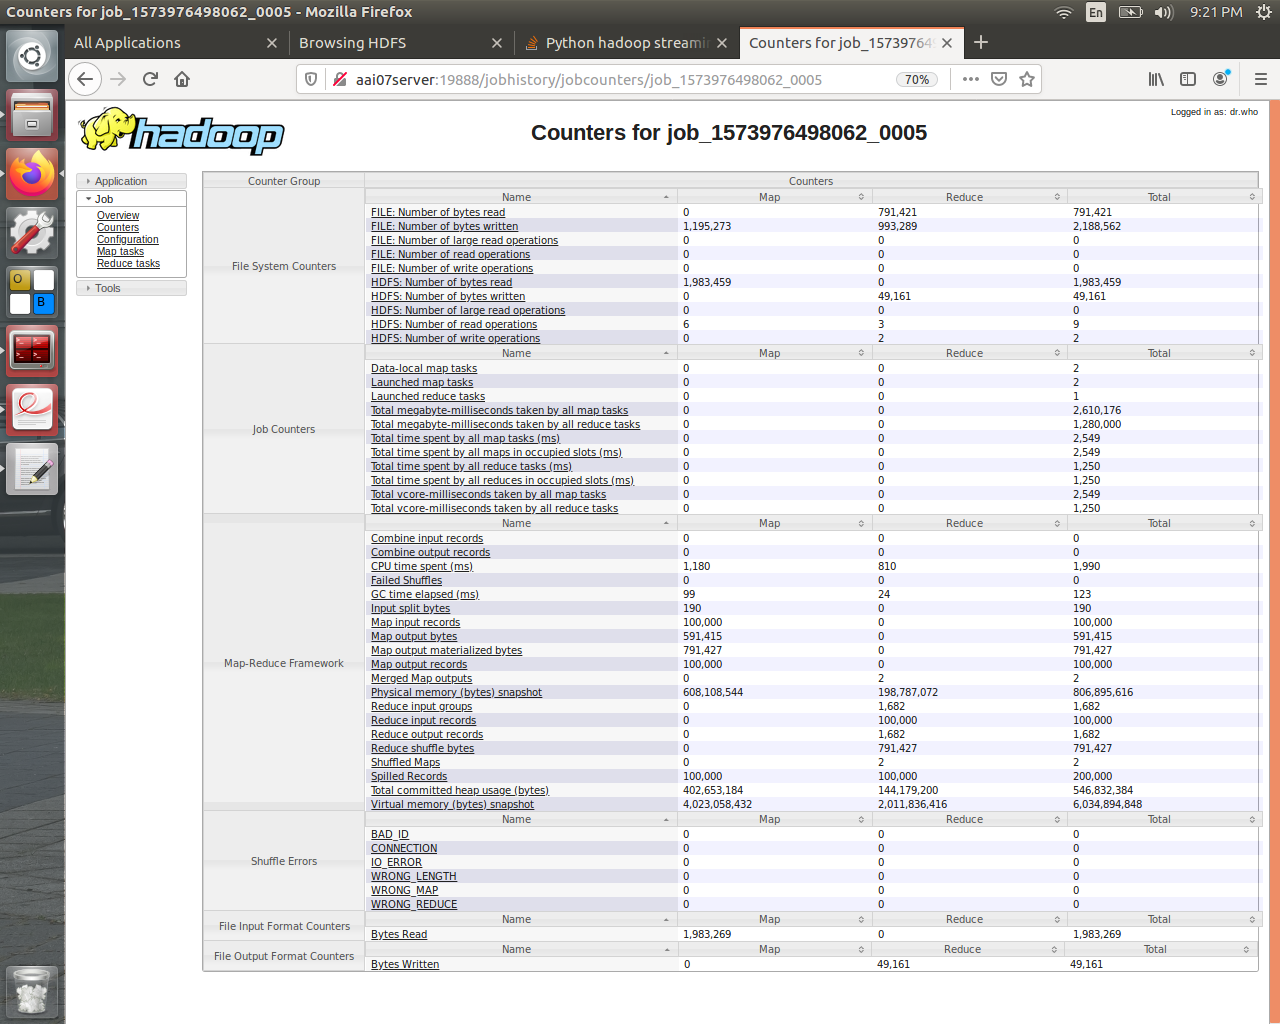 Counters for job_1573976498062_0005 - Mozilla Firefox
En
9:21 PM
All Applications
Browsing HDFS
Python hadoop streamin
Counters for job_15739764
aai07server:19888/jobhistory/jobcounters/job_1573976498062_0005
70%
hadoop
Counters for job_1573976498062_0005
Logged in as: dr.who
Application
Job
Overview
Counters
Configuration
Map tasks
Reduce tasks
Tools
O
B
Counter Group Counters
File System Counters
Name Map Reduce Total
FILE: Number of bytes read 0 791,421 791,421
FILE: Number of bytes written 1,195,273 993,289 2,188,562
FILE: Number of large read operations 0 0 0
FILE: Number of read operations 0 0 0
FILE: Number of write operations 0 0 0
HDFS: Number of bytes read 1,983,459 0 1,983,459
HDFS: Number of bytes written 0 49,161 49,161
HDFS: Number of large read operations 0 0 0
HDFS: Number of read operations 6 3 9
HDFS: Number of write operations 0 2 2
Job Counters
Name Map Reduce Total
Data-local map tasks 0 0 2
Launched map tasks 0 0 2
Launched reduce tasks 0 0 1
Total megabyte-milliseconds taken by all map tasks 0 0 2,610,176
Total megabyte-milliseconds taken by all reduce tasks 0 0 1,280,000
Total time spent by all map tasks (ms) 0 0 2,549
Total time spent by all maps in occupied slots (ms) 0 0 2,549
Total time spent by all reduce tasks (ms) 0 0 1,250
Total time spent by all reduces in occupied slots (ms) 0 0 1,250
Total vcore-milliseconds taken by all map tasks 0 0 2,549
Total vcore-milliseconds taken by all reduce tasks 0 0 1,250
Map-Reduce Framework
Name Map Reduce Total
Combine input records 0 0 0
Combine output records 0 0 0
CPU time spent (ms) 1,180 810 1,990
Failed Shuffles 0 0 0
GC time elapsed (ms) 99 24 123
Input split bytes 190 0 190
Map input records 100,000 0 100,000
Map output bytes 591,415 0 591,415
Map output materialized bytes 791,427 0 791,427
Map output records 100,000 0 100,000
Merged Map outputs 0 2 2
Physical memory (bytes) snapshot 608,108,544 198,787,072 806,895,616
Reduce input groups 0 1,682 1,682
Reduce input records 0 100,000 100,000
Reduce output records 0 1,682 1,682
Reduce shuffle bytes 0 791,427 791,427
Shuffled Maps 0 2 2
Spilled Records 100,000 100,000 200,000
Total committed heap usage (bytes) 402,653,184 144,179,200 546,832,384
Virtual memory (bytes) snapshot 4,023,058,432 2,011,836,416 6,034,894,848
Shuffle Errors
Name Map Reduce Total
BAD_ID 0 0 0
CONNECTION 0 0 0
IO_ERROR 0 0 0
WRONG_LENGTH 0 0 0
WRONG_MAP 0 0 0
WRONG_REDUCE 0 0 0
File Input Format Counters
Name Map Reduce Total
Bytes Read 1,983,269 0 1,983,269
File Output Format Counters
Name Map Reduce Total
Bytes Written 0 49,161 49,161